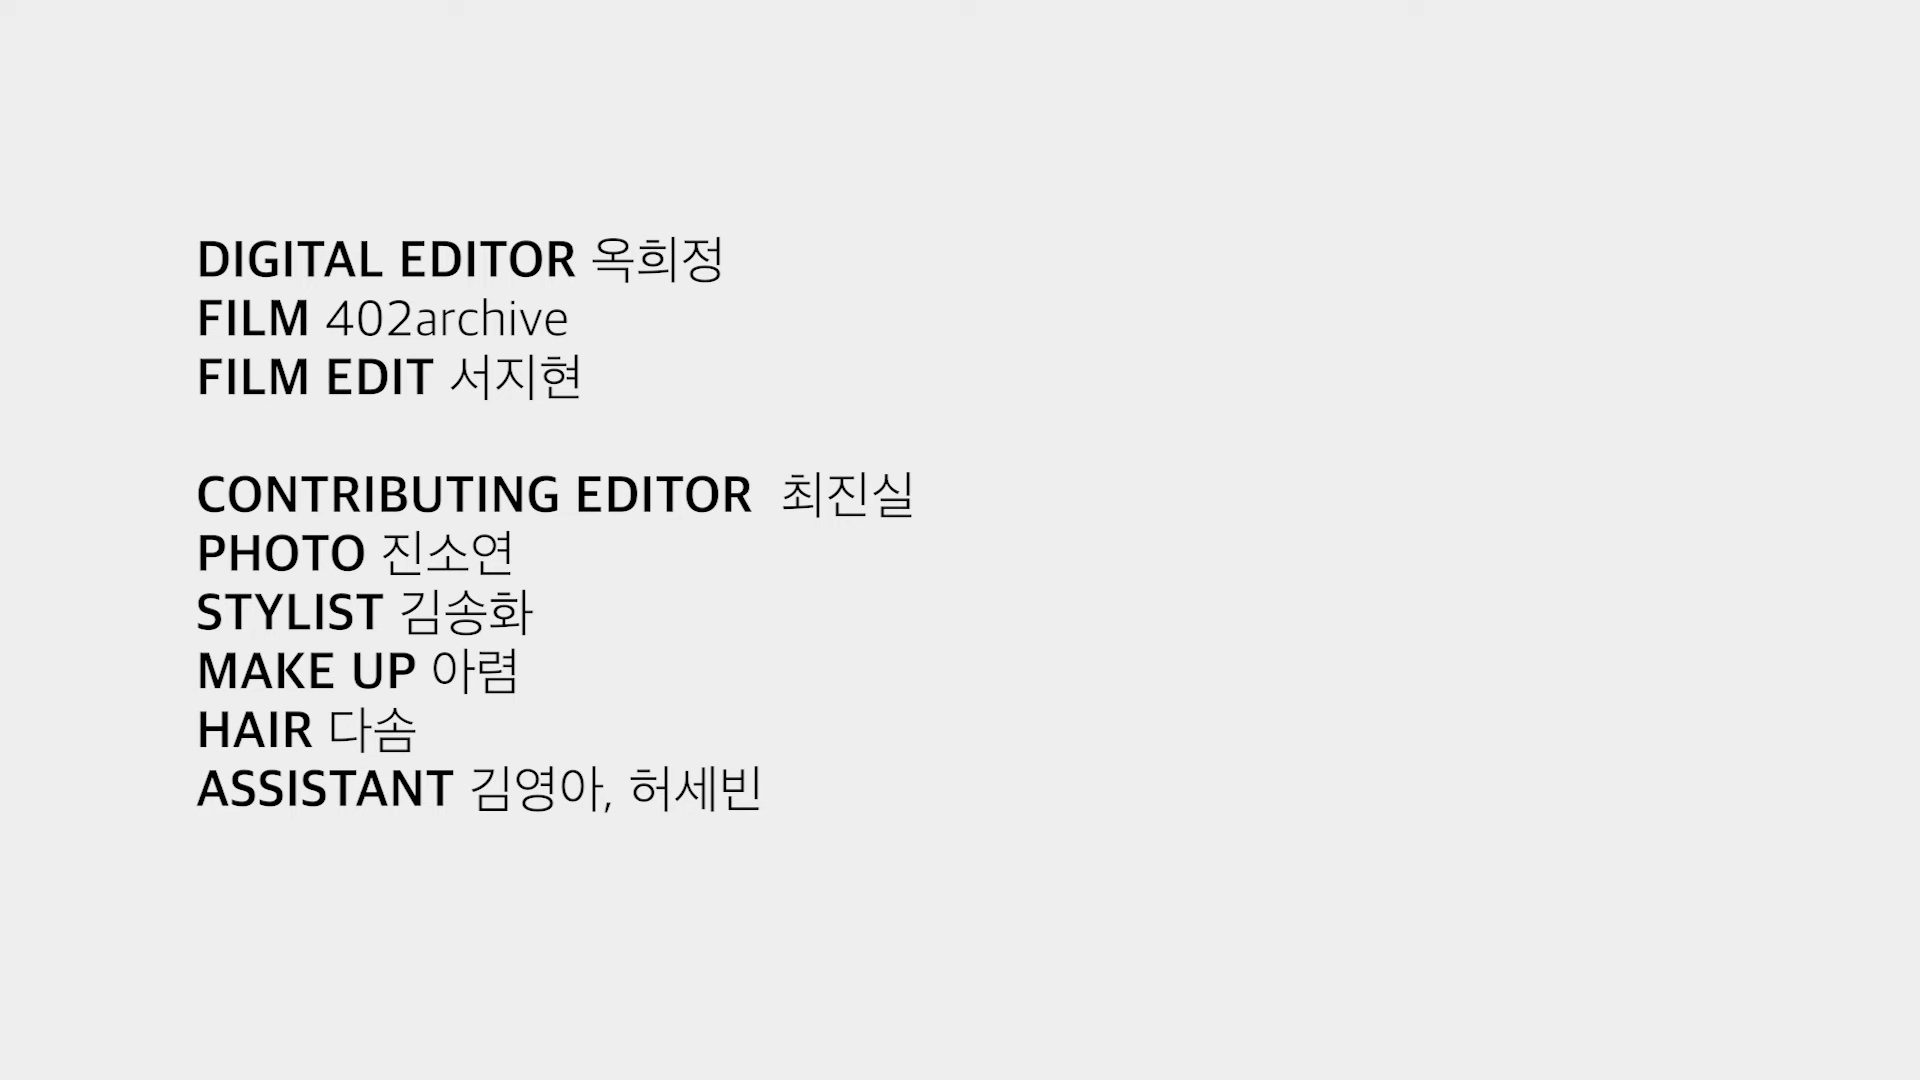 DIGITAL EDITOR 옥희정
FILM 402archive
FILM EDIT 서지현
CONTRIBUTING EDITOR 최진실
PHOTO 진소연
STYLIST 김송화
MAKE UP 아렴
HAIR 다솜
ASSISTANT 김영아, 허세빈